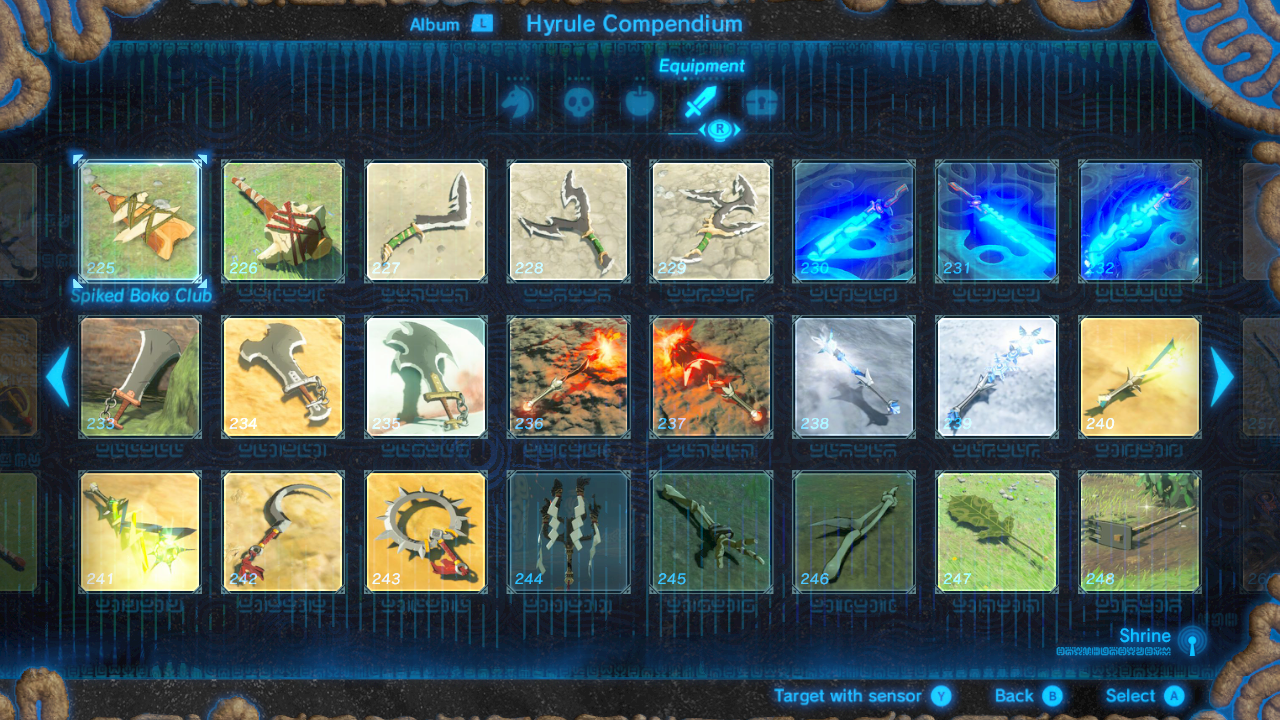 Album L Hyrule Compendium
Equipment
R
225 226 227 228 229 230 231 232
Spiked Boko Club
233 234 235 236 237 238 239 240
241 242 243 244 245 246 247 248
Shrine
Target with sensor Y Back B Select A